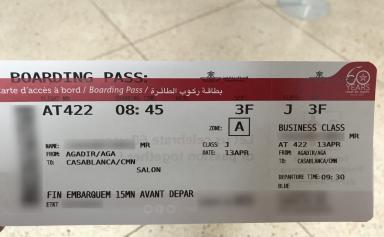 BOARDING PASS:
carte d'accès à bord / Boarding Pass / بطاقة ركوب الطائرة
60
YEARS
AT422 08:45 3F J 3F
ZONE: A BUSINESS CLASS
NAME: MR MR
FROM: AGADIR/AGA CLASS: J AT 422 13APR
TO: CASABLANCA/CMN DATE: 13APR FROM: AGADIR/AGA
SALON TO: CASABLANCA/CMN
DEPARTURE TIME: 09:30
FIN EMBARQUEM 15MN AVANT DEPAR BLUE
ETKT